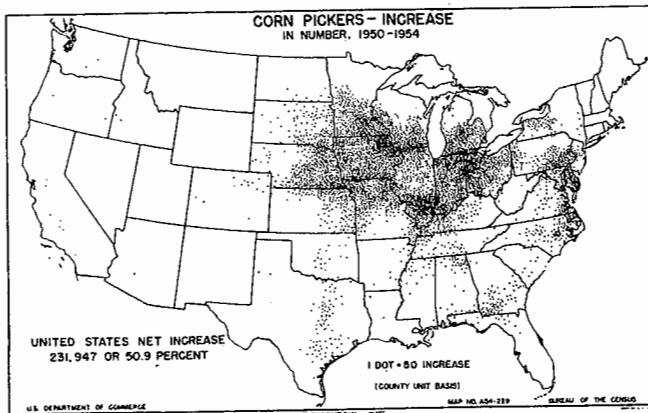 CORN PICKERS – INCREASE
IN NUMBER, 1950-1954
UNITED STATES NET INCREASE
231,947 OR 50.9 PERCENT
1 DOT = 50 INCREASE
(COUNTY UNIT BASIS)
U.S. DEPARTMENT OF COMMERCE
MAP NO. A54-229
BUREAU OF THE CENSUS